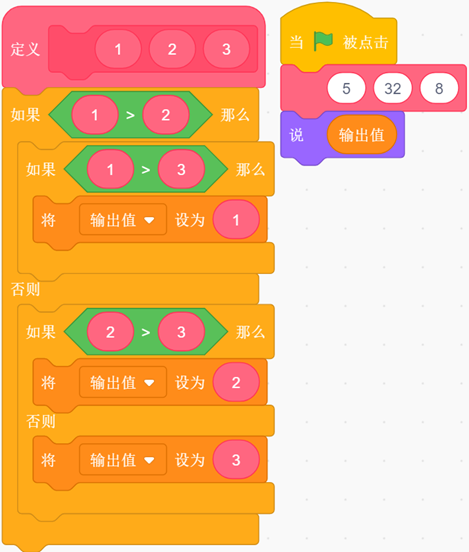 定义 1 2 3
如果 1 > 2 那么
如果 1 > 3 那么
将 输出值 设为 1
否则
如果 2 > 3 那么
将 输出值 设为 2
否则
将 输出值 设为 3
当 被点击
5 32 8
说 输出值